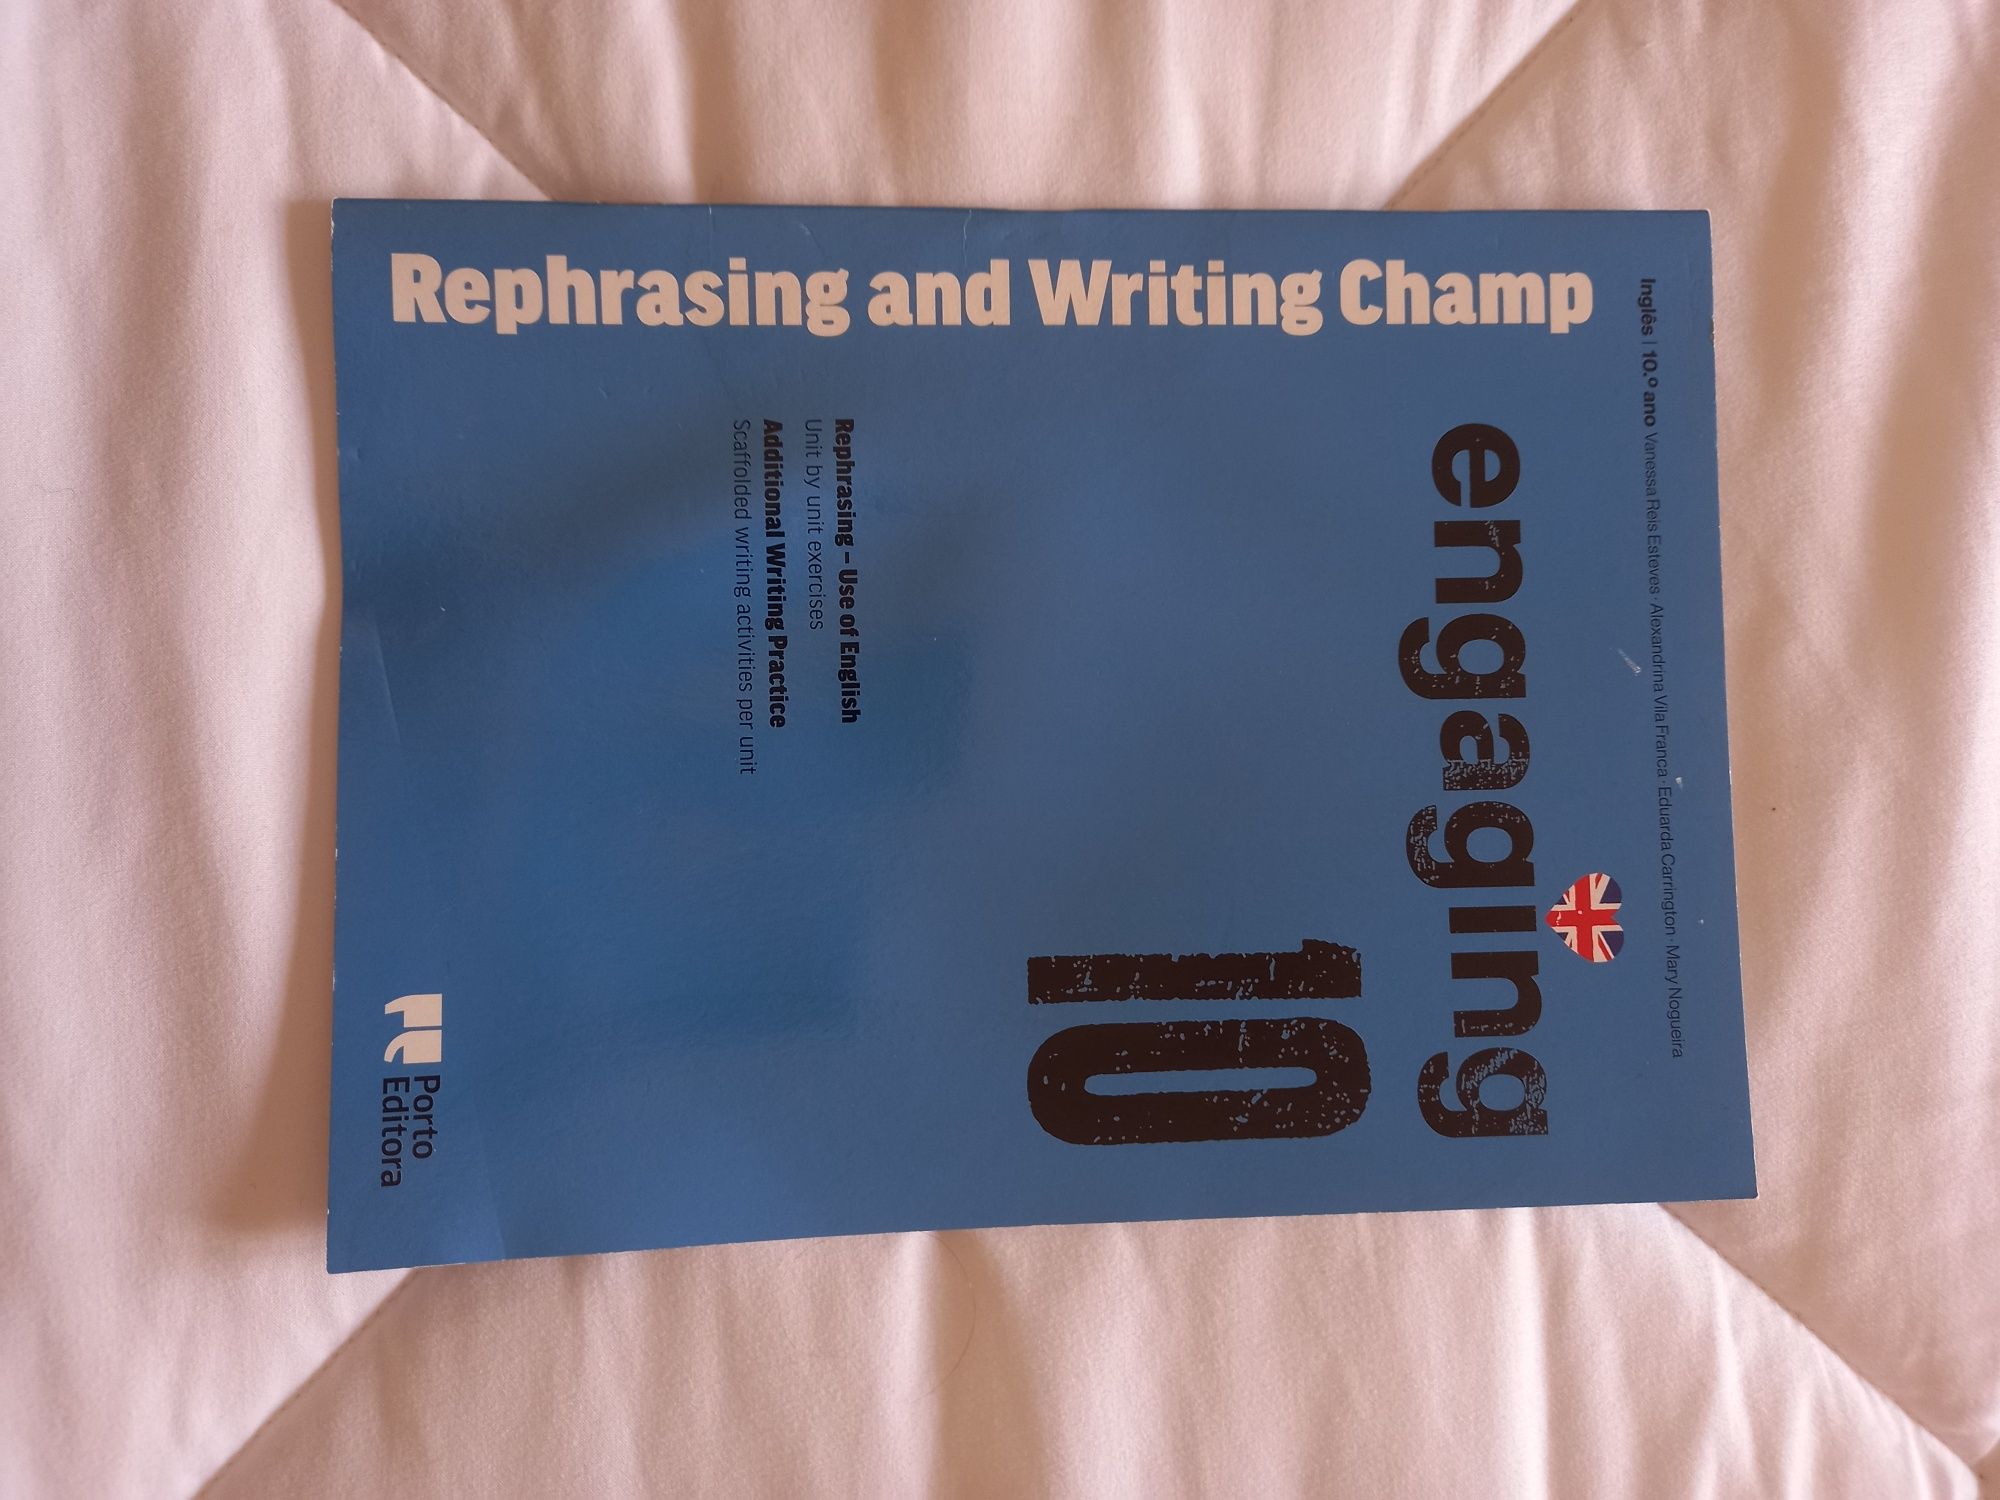 Inglês | 10.º ano Vanessa Reis Esteves · Alexandrina Vila Franca · Eduarda Carrington · Mary Nogueira
engaging
10
Rephrasing – Use of English
Unit by unit exercises
Additional Writing Practice
Scaffolded writing activities per unit
Porto
Editora
Rephrasing and Writing Champ